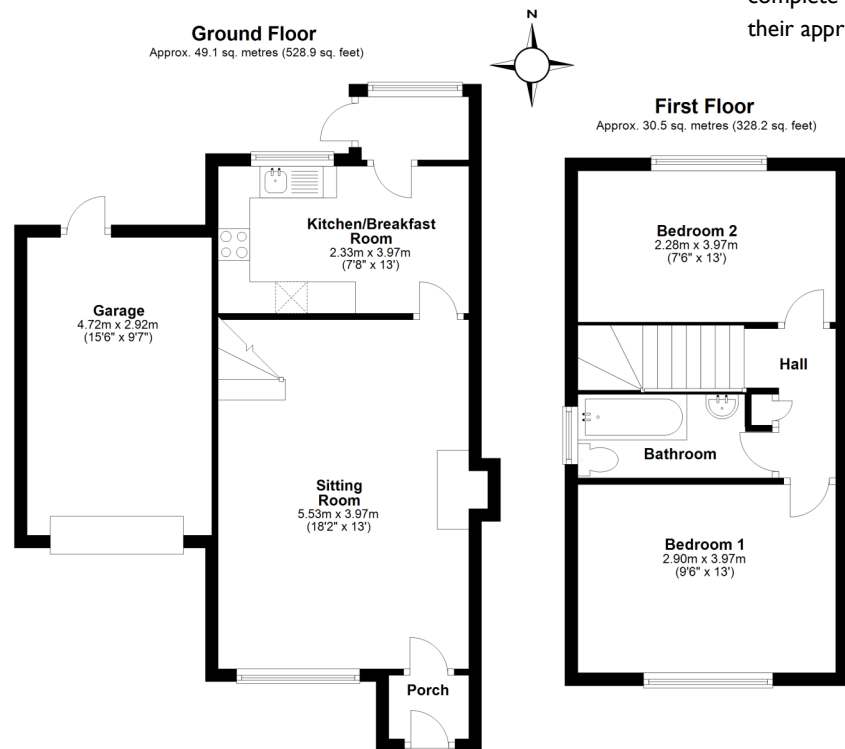 complete
their appr
N
Ground Floor
Approx. 49.1 sq. metres (528.9 sq. feet)
First Floor
Approx. 30.5 sq. metres (328.2 sq. feet)
Kitchen/Breakfast
Room
2.33m x 3.97m
(7'8" x 13')
Garage
4.72m x 2.92m
(15'6" x 9'7")
Sitting
Room
5.53m x 3.97m
(18'2" x 13')
Porch
Bedroom 2
2.28m x 3.97m
(7'6" x 13')
Hall
Bathroom
Bedroom 1
2.90m x 3.97m
(9'6" x 13')